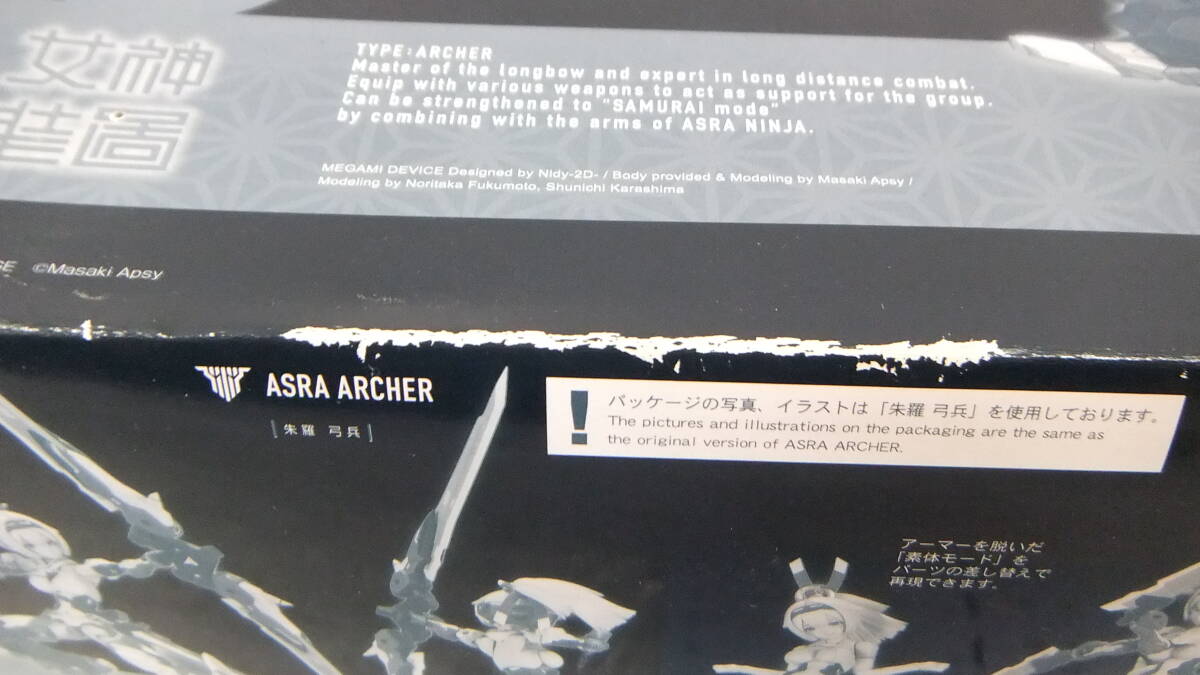 女神
装置
TYPE:ARCHER
Master of the longbow and expert in long distance combat.
Equip with various weapons to act as support for the group.
Can be strengthened to "SAMURAI mode"
by combining with the arms of ASRA NINJA.
MEGAMI DEVICE Designed by Nidy-2D- / Body provided & Modeling by Masaki Apsy /
Modeling by Noritaka Fukumoto, Shunichi Karashima
©Masaki Apsy
ASRA ARCHER
[朱羅 弓兵]
! パッケージの写真、イラストは「朱羅 弓兵」を使用しております。
The pictures and illustrations on the packaging are the same as
the original version of ASRA ARCHER.
アーマーを脱いだ
「素体モード」を
パーツの差し替えで
再現できます。